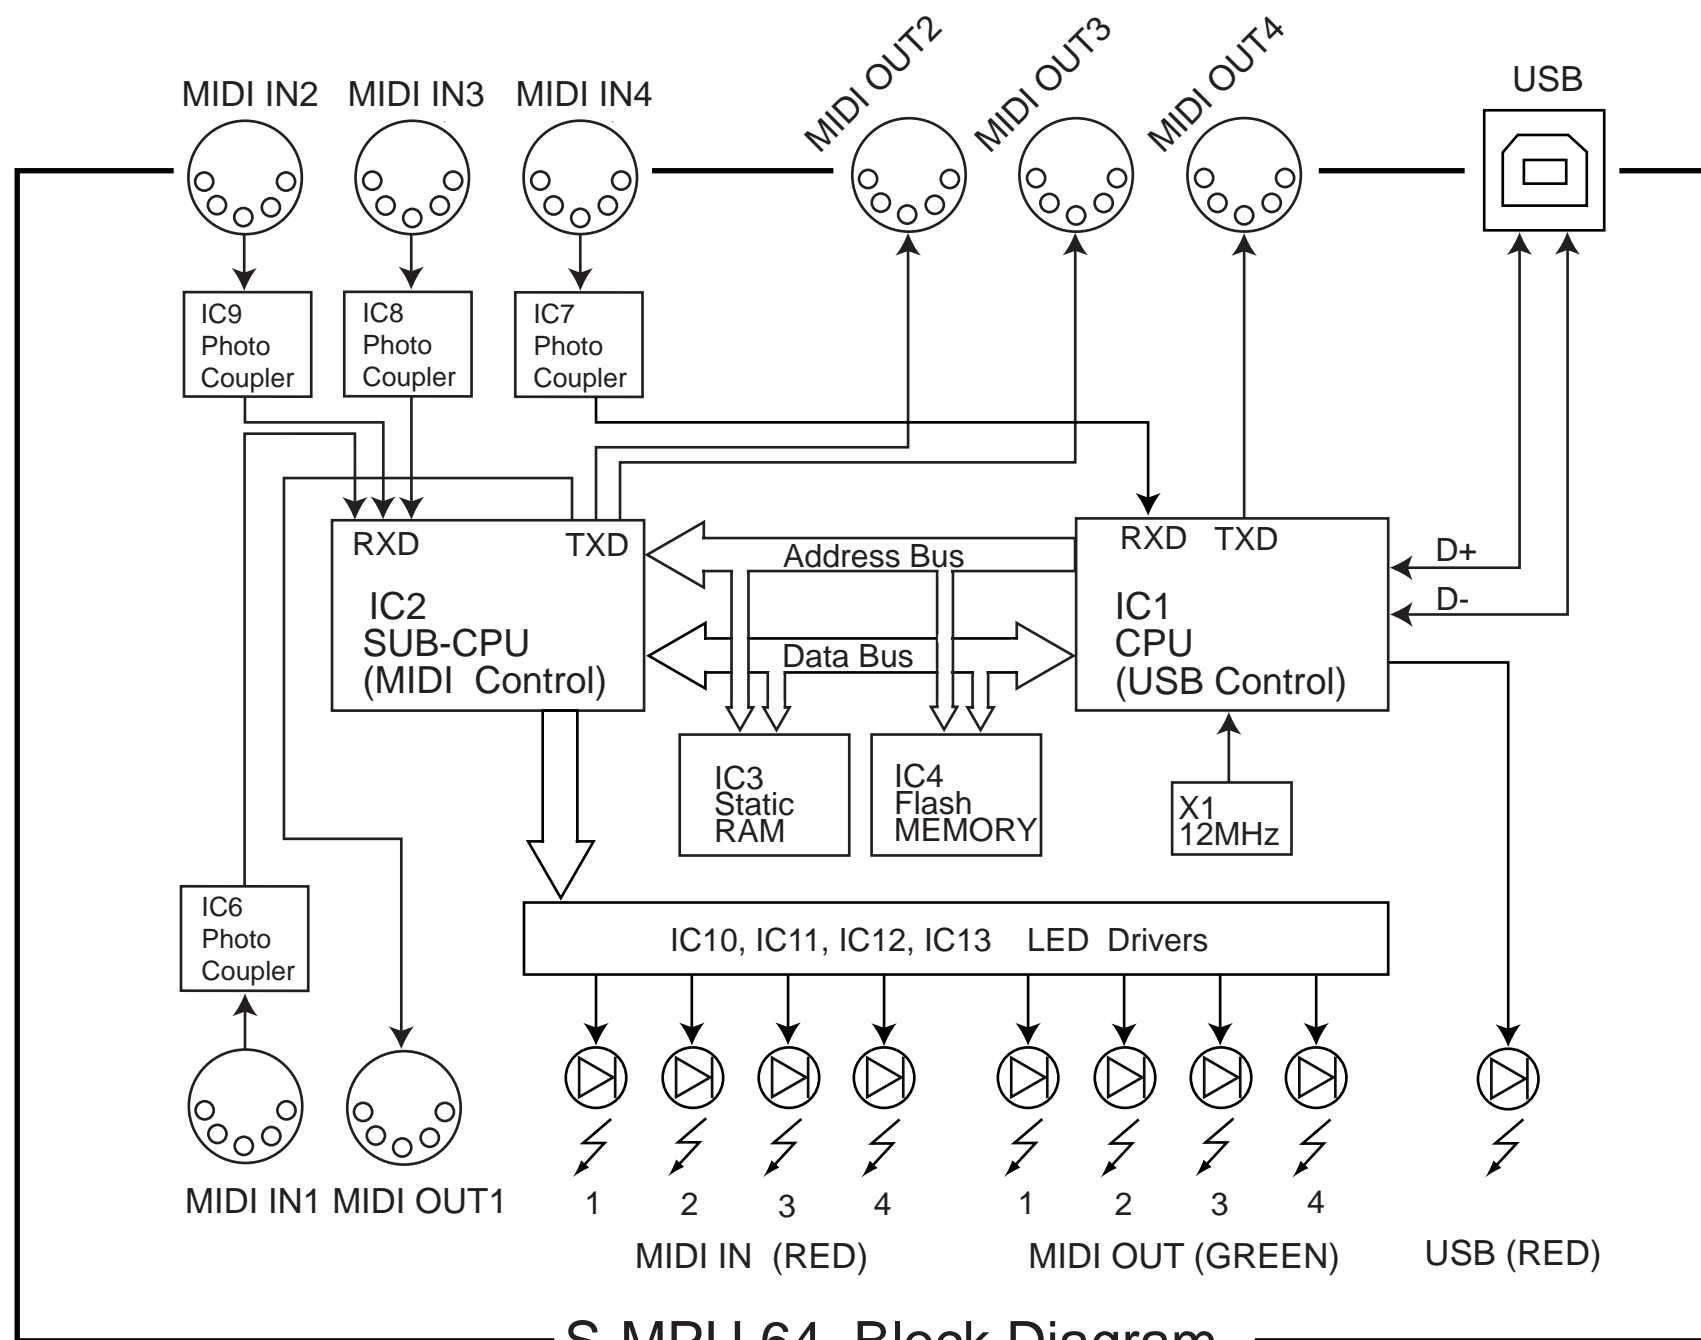 MIDI IN2 MIDI IN3 MIDI IN4 MIDI OUT2 MIDI OUT3 MIDI OUT4 USB
IC9
Photo
Coupler
IC8
Photo
Coupler
IC7
Photo
Coupler
RXD TXD
IC2
SUB-CPU
(MIDI Control)
Address Bus
Data Bus
RXD TXD
IC1
CPU
(USB Control)
D+
D-
IC3
Static
RAM
IC4
Flash
MEMORY
X1
12MHz
IC6
Photo
Coupler
IC10, IC11, IC12, IC13 LED Drivers
MIDI IN1 MIDI OUT1
1 2 3 4 1 2 3 4
MIDI IN (RED) MIDI OUT (GREEN) USB (RED)
S-MPU 64 Block Diagram